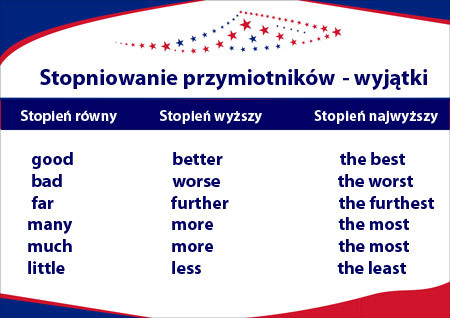 Stopniowanie przymiotników - wyjątki
Stopień równy Stopień wyższy Stopień najwyższy
good better the best
bad worse the worst
far further the furthest
many more the most
much more the most
little less the least